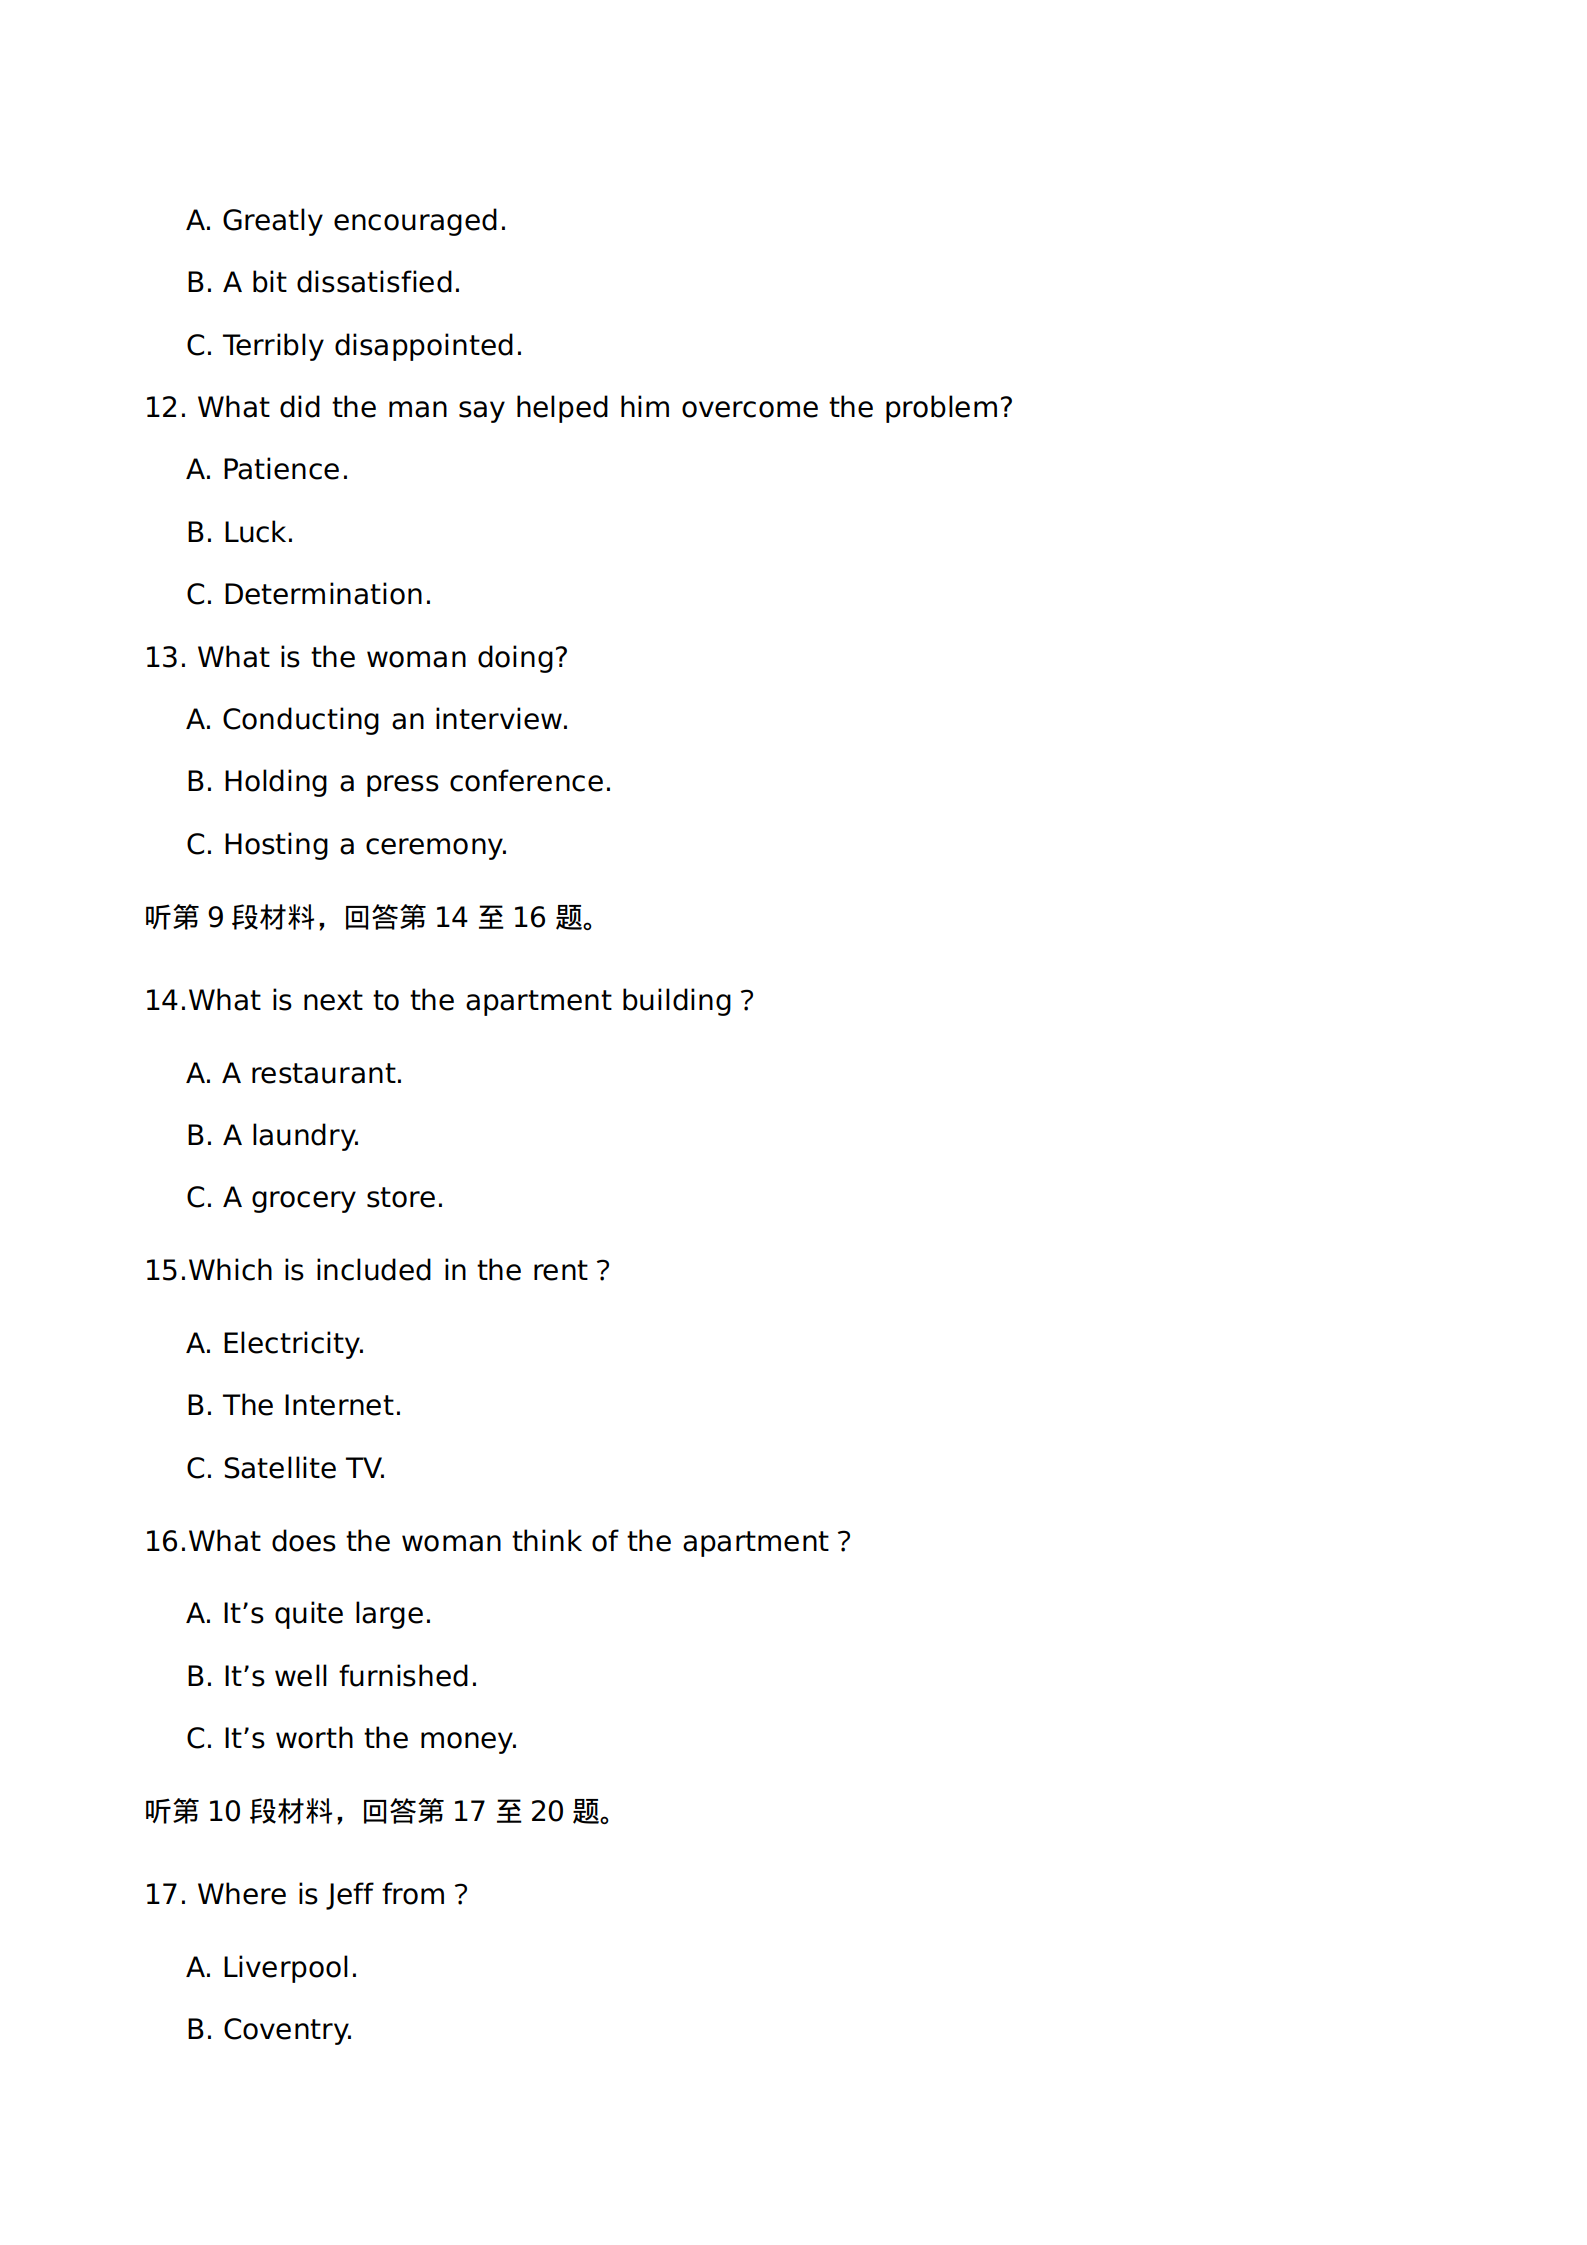 A. Greatly encouraged.
B. A bit dissatisfied.
C. Terribly disappointed.
12. What did the man say helped him overcome the problem?
A. Patience.
B. Luck.
C. Determination.
13. What is the woman doing?
A. Conducting an interview.
B. Holding a press conference.
C. Hosting a ceremony.
听第 9 段材料，回答第 14 至 16 题。
14.What is next to the apartment building？
A. A restaurant.
B. A laundry.
C. A grocery store.
15.Which is included in the rent？
A. Electricity.
B. The Internet.
C. Satellite TV.
16.What does the woman think of the apartment？
A. It’s quite large.
B. It’s well furnished.
C. It’s worth the money.
听第 10 段材料，回答第 17 至 20 题。
17. Where is Jeff from？
A. Liverpool.
B. Coventry.